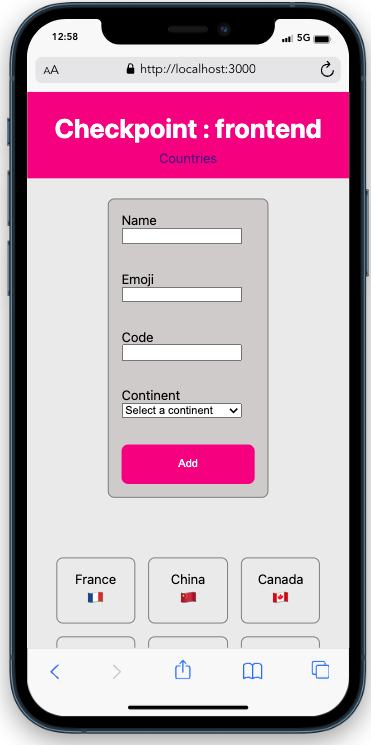 12:58
5G
AA
http://localhost:3000
Checkpoint : frontend
Countries
Name
Emoji
Code
Continent
Select a continent
Add
France
China
Canada